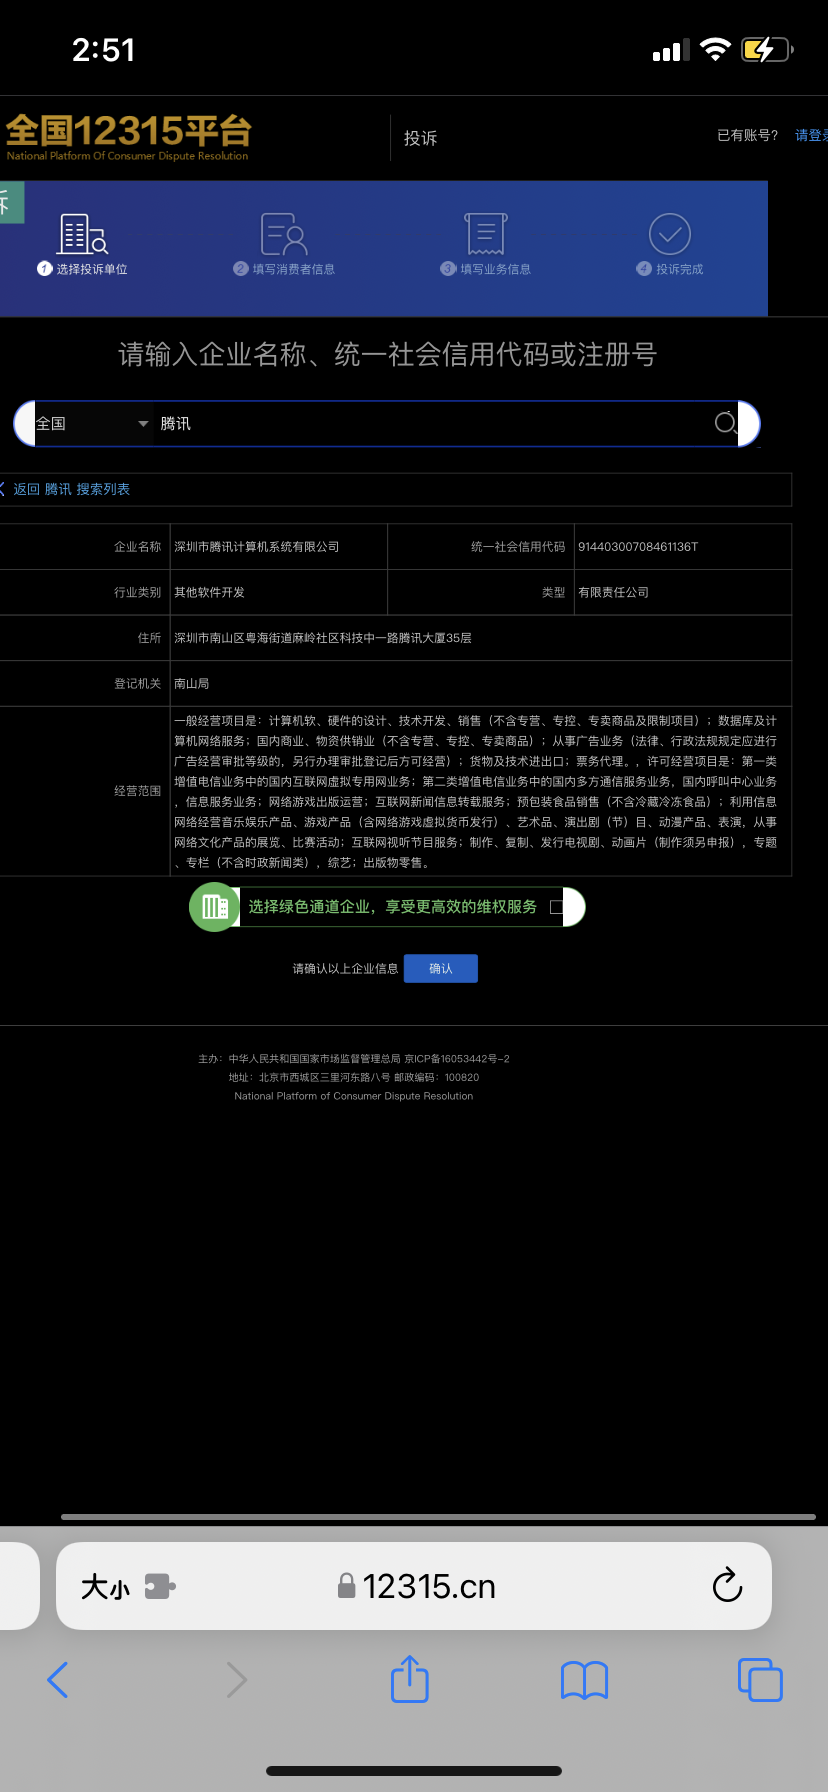 2:51
全国12315平台
National Platform Of Consumer Dispute Resolution
投诉
已有账号? 请登录
诉
1 选择投诉单位
2 填写消费者信息
3 填写业务信息
4 投诉完成
请输入企业名称、统一社会信用代码或注册号
全国 腾讯
返回 腾讯 搜索列表
企业名称 深圳市腾讯计算机系统有限公司 统一社会信用代码 91440300708461136T
行业类别 其他软件开发 类型 有限责任公司
住所 深圳市南山区粤海街道麻岭社区科技中一路腾讯大厦35层
登记机关 南山局
经营范围
一般经营项目是：计算机软、硬件的设计、技术开发、销售（不含专营、专控、专卖商品及限制项目）；数据库及计
算机网络服务；国内商业、物资供销业（不含专营、专控、专卖商品）；从事广告业务（法律、行政法规规定应进行
广告经营审批等级的，另行办理审批登记后方可经营）；货物及技术进出口；票务代理。，许可经营项目是：第一类
增值电信业务中的国内互联网虚拟专用网业务；第二类增值电信业务中的国内多方通信服务业务，国内呼叫中心业务
，信息服务业务；网络游戏出版运营；互联网新闻信息转载服务；预包装食品销售（不含冷藏冷冻食品）；利用信息
网络经营音乐娱乐产品、游戏产品（含网络游戏虚拟货币发行）、艺术品、演出剧（节）目、动漫产品、表演，从事
网络文化产品的展览、比赛活动；互联网视听节目服务；制作、复制、发行电视剧、动画片（制作须另申报），专题
、专栏（不含时政新闻类），综艺；出版物零售。
选择绿色通道企业，享受更高效的维权服务
请确认以上企业信息 确认
主办：中华人民共和国国家市场监督管理总局 京ICP备16053442号-2
地址：北京市西城区三里河东路八号 邮政编码：100820
National Platform of Consumer Dispute Resolution
大小 12315.cn